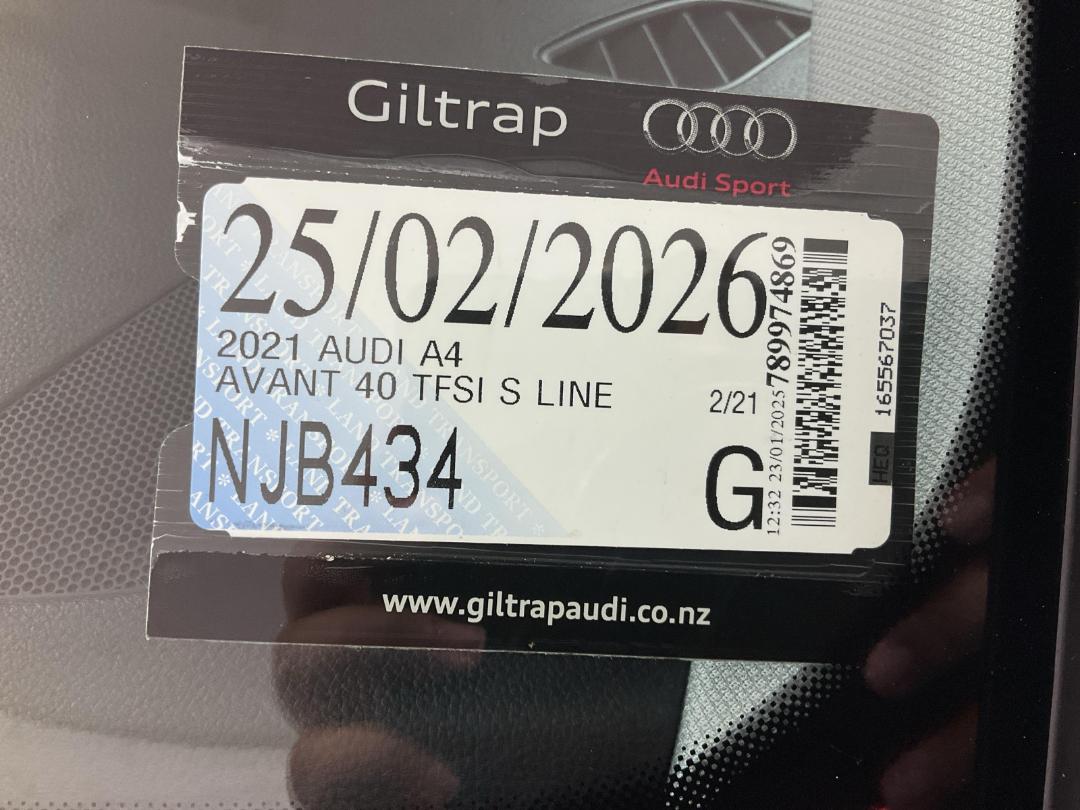 Giltrap
Audi Sport
25/02/2026
2021 AUDI A4
AVANT 40 TFSI S LINE
2/21
NJB434
G
12:32 23/01/2025 789974869
HEQ 165567037
www.giltrapaudi.co.nz